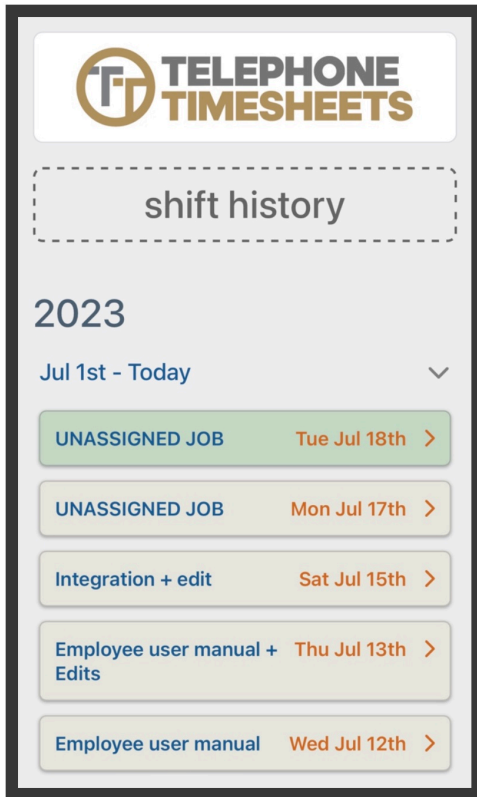 TELEPHONE
TIMESHEETS
shift history
2023
Jul 1st - Today
UNASSIGNED JOB Tue Jul 18th
UNASSIGNED JOB Mon Jul 17th
Integration + edit Sat Jul 15th
Employee user manual + Thu Jul 13th
Edits
Employee user manual Wed Jul 12th